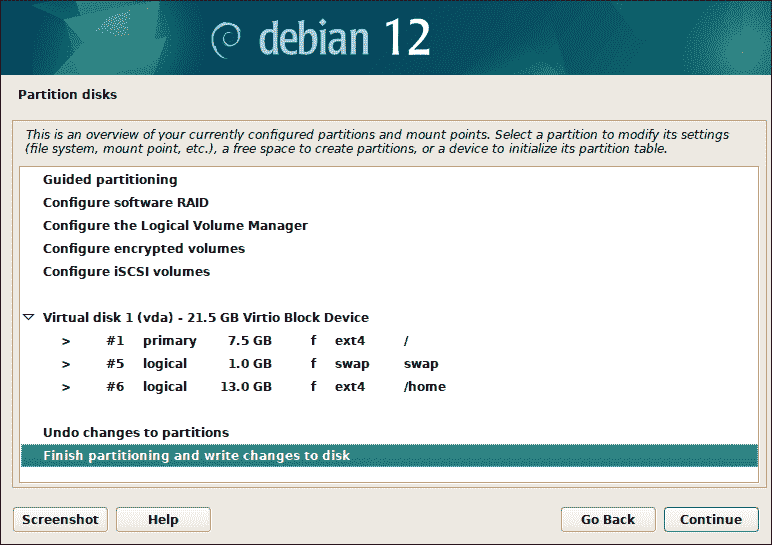 debian 12
Partition disks
This is an overview of your currently configured partitions and mount points. Select a partition to modify its settings
(file system, mount point, etc.), a free space to create partitions, or a device to initialize its partition table.
Guided partitioning
Configure software RAID
Configure the Logical Volume Manager
Configure encrypted volumes
Configure iSCSI volumes
Virtual disk 1 (vda) - 21.5 GB Virtio Block Device
> #1 primary 7.5 GB f ext4 /
> #5 logical 1.0 GB f swap swap
> #6 logical 13.0 GB f ext4 /home
Undo changes to partitions
Finish partitioning and write changes to disk
Screenshot Help Go Back Continue